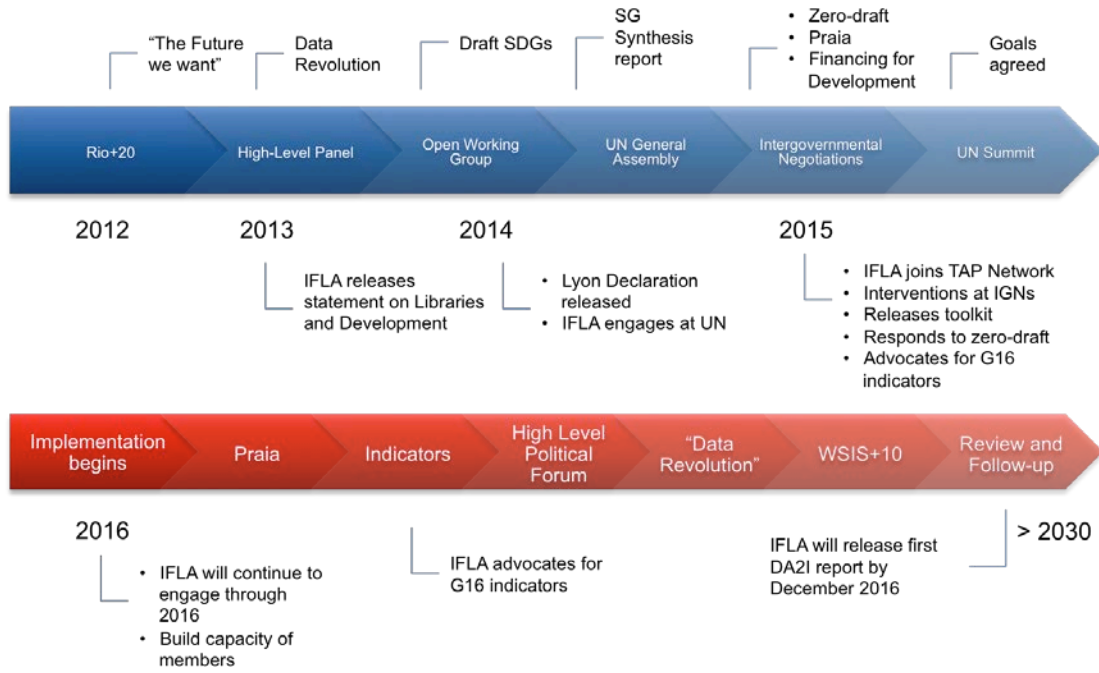 “The Future
we want”
Data
Revolution
Draft SDGs
SG
Synthesis
report
• Zero-draft
• Praia
• Financing for
Development
Goals
agreed
Rio+20
High-Level Panel
Open Working
Group
UN General
Assembly
Intergovernmental
Negotiations
UN Summit
2012
2013
2014
2015
IFLA releases
statement on Libraries
and Development
• Lyon Declaration
released
• IFLA engages at UN
• IFLA joins TAP Network
• Interventions at IGNs
• Releases toolkit
• Responds to zero-draft
• Advocates for G16
indicators
Implementation
begins
Praia
Indicators
High Level
Political
Forum
“Data
Revolution”
WSIS+10
Review and
Follow-up
2016
> 2030
• IFLA will continue to
engage through
2016
• Build capacity of
members
IFLA advocates for
G16 indicators
IFLA will release first
DA2I report by
December 2016